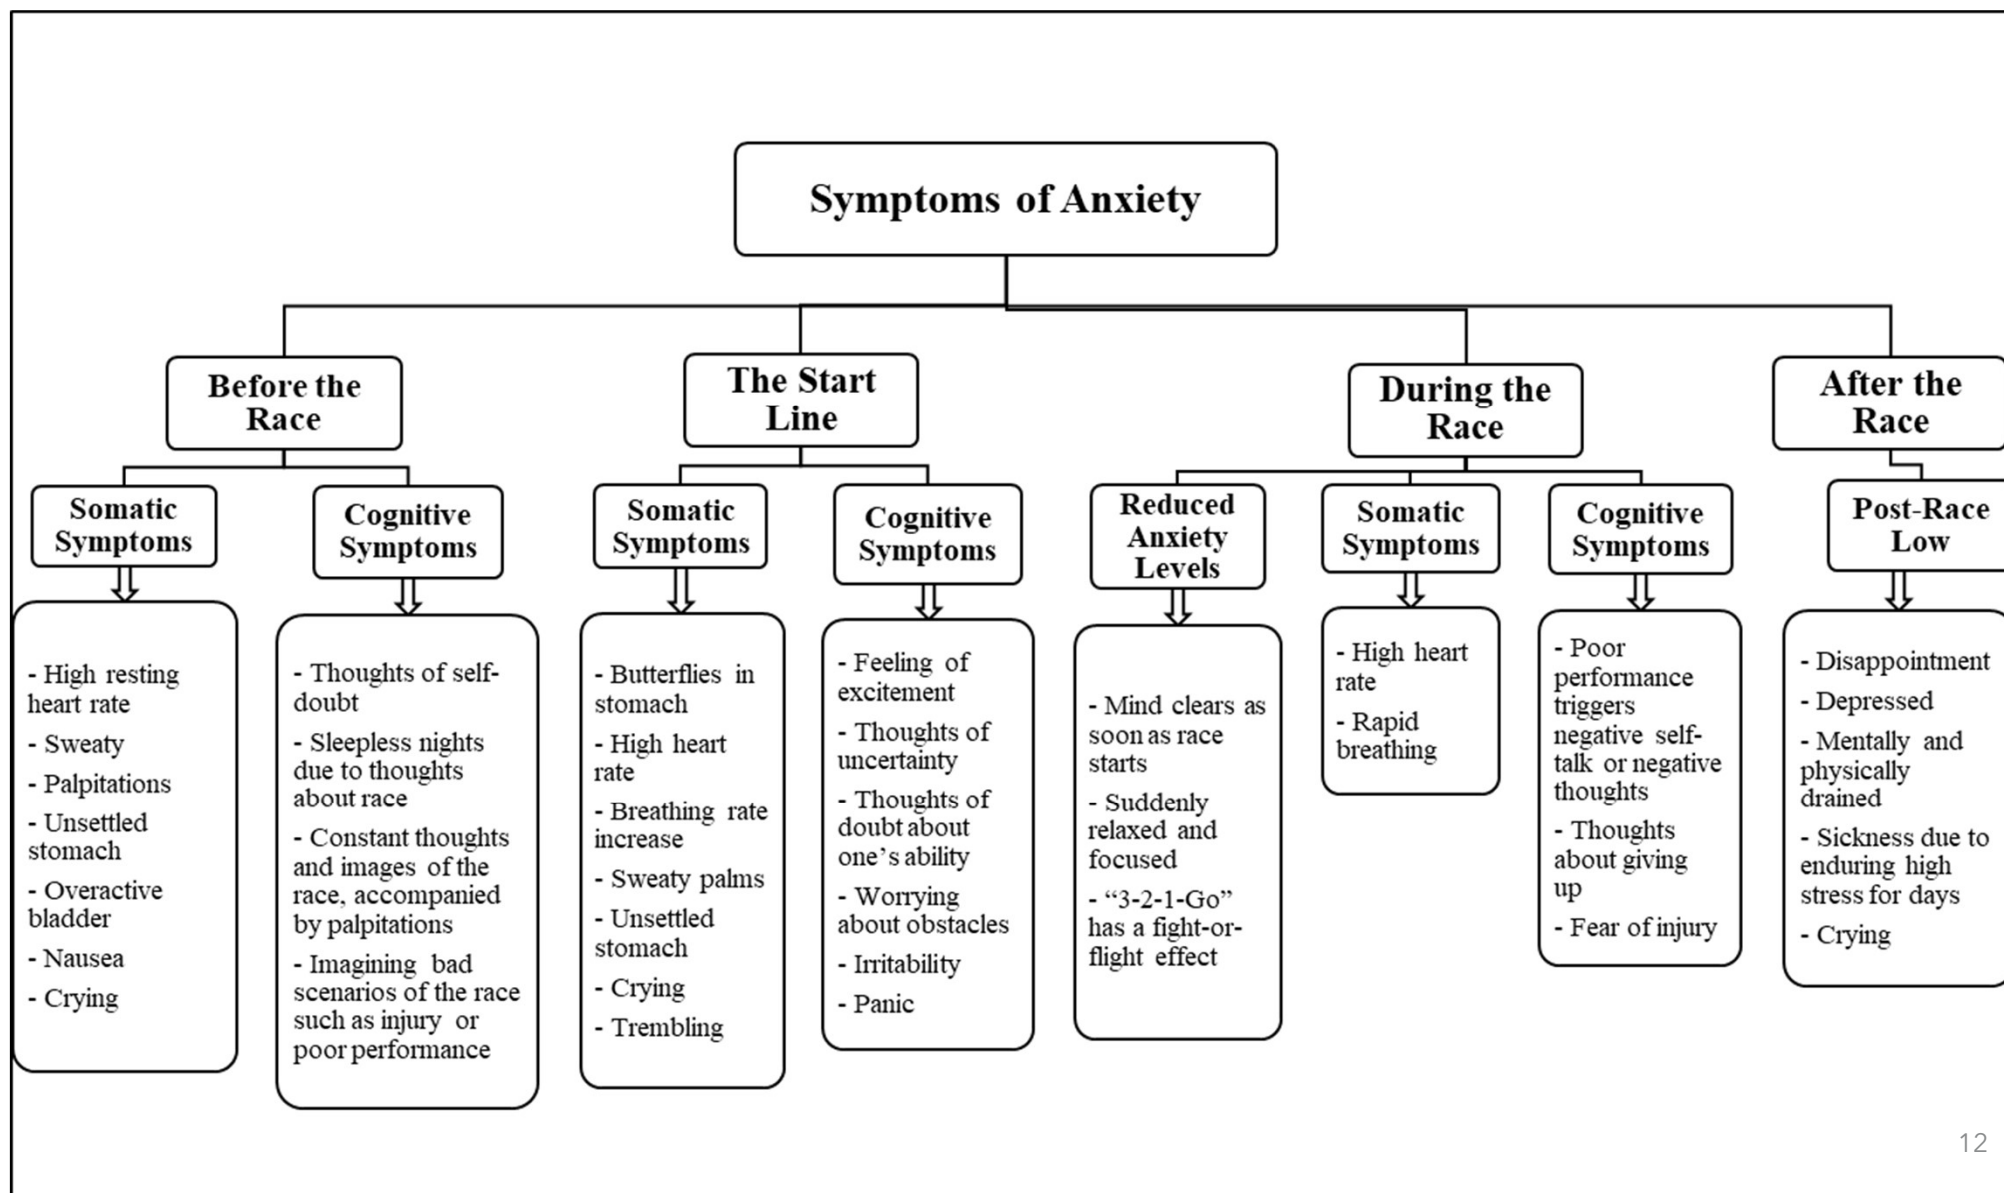 Symptoms of Anxiety
Before the
Race
The Start
Line
During the
Race
After the
Race
Somatic
Symptoms
Cognitive
Symptoms
Somatic
Symptoms
Cognitive
Symptoms
Reduced
Anxiety
Levels
Somatic
Symptoms
Cognitive
Symptoms
Post-Race
Low
- High resting
heart rate
- Sweaty
- Palpitations
- Unsettled
stomach
- Overactive
bladder
- Nausea
- Crying
- Thoughts of self-
doubt
- Sleepless nights
due to thoughts
about race
- Constant thoughts
and images of the
race, accompanied
by palpitations
- Imagining bad
scenarios of the race
such as injury or
poor performance
- Butterflies in
stomach
- High heart
rate
- Breathing rate
increase
- Sweaty palms
- Unsettled
stomach
- Crying
- Trembling
- Feeling of
excitement
- Thoughts of
uncertainty
- Thoughts of
doubt about
one’s ability
- Worrying
about obstacles
- Irritability
- Panic
- Mind clears as
soon as race
starts
- Suddenly
relaxed and
focused
- “3-2-1-Go”
has a fight-or-
flight effect
- High heart
rate
- Rapid
breathing
- Poor
performance
triggers
negative self-
talk or negative
thoughts
- Thoughts
about giving
up
- Fear of injury
- Disappointment
- Depressed
- Mentally and
physically
drained
- Sickness due to
enduring high
stress for days
- Crying
12